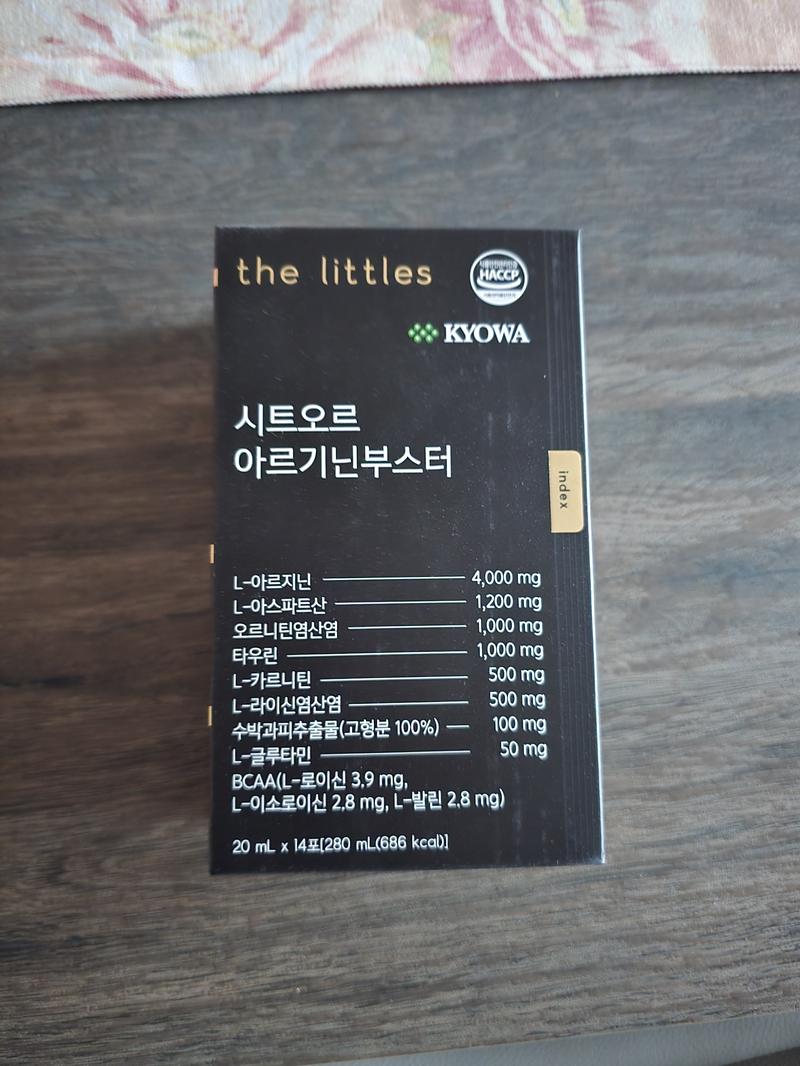 the littles
HACCP
KYOWA
시트오르
아르기닌부스터
index
L-아르지닌 4,000 mg
L-아스파트산 1,200 mg
오르니틴염산염 1,000 mg
타우린 1,000 mg
L-카르니틴 500 mg
L-라이신염산염 500 mg
수박과피추출물(고형분 100%) 100 mg
L-글루타민 50 mg
BCAA(L-로이신 3.9 mg,
L-이소로이신 2.8 mg, L-발린 2.8 mg)
20 mL x 14포[280 mL(686 kcal)]